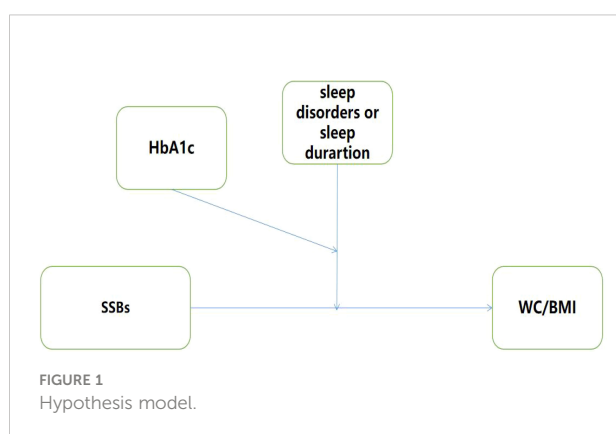 sleep
disorders or
sleep
durartion
HbA1c
SSBs
WC/BMI
FIGURE 1
Hypothesis model.